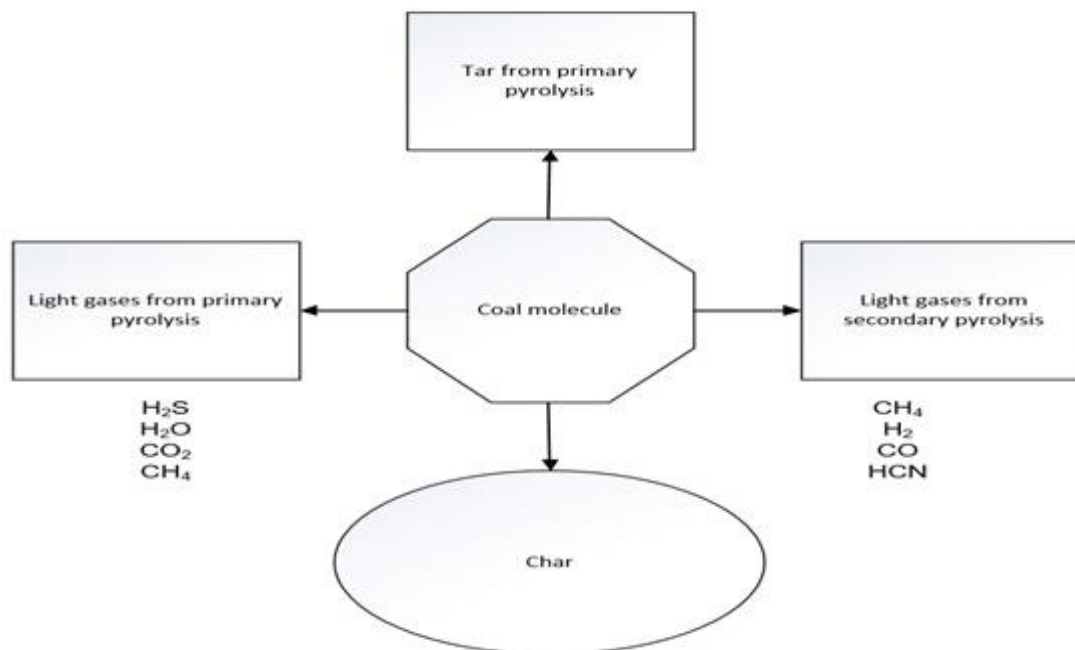 Tar from primary
pyrolysis
Light gases from primary
pyrolysis
Coal molecule
Light gases from
secondary pyrolysis
H₂S
H₂O
CO₂
CH₄
CH₄
H₂
CO
HCN
Char